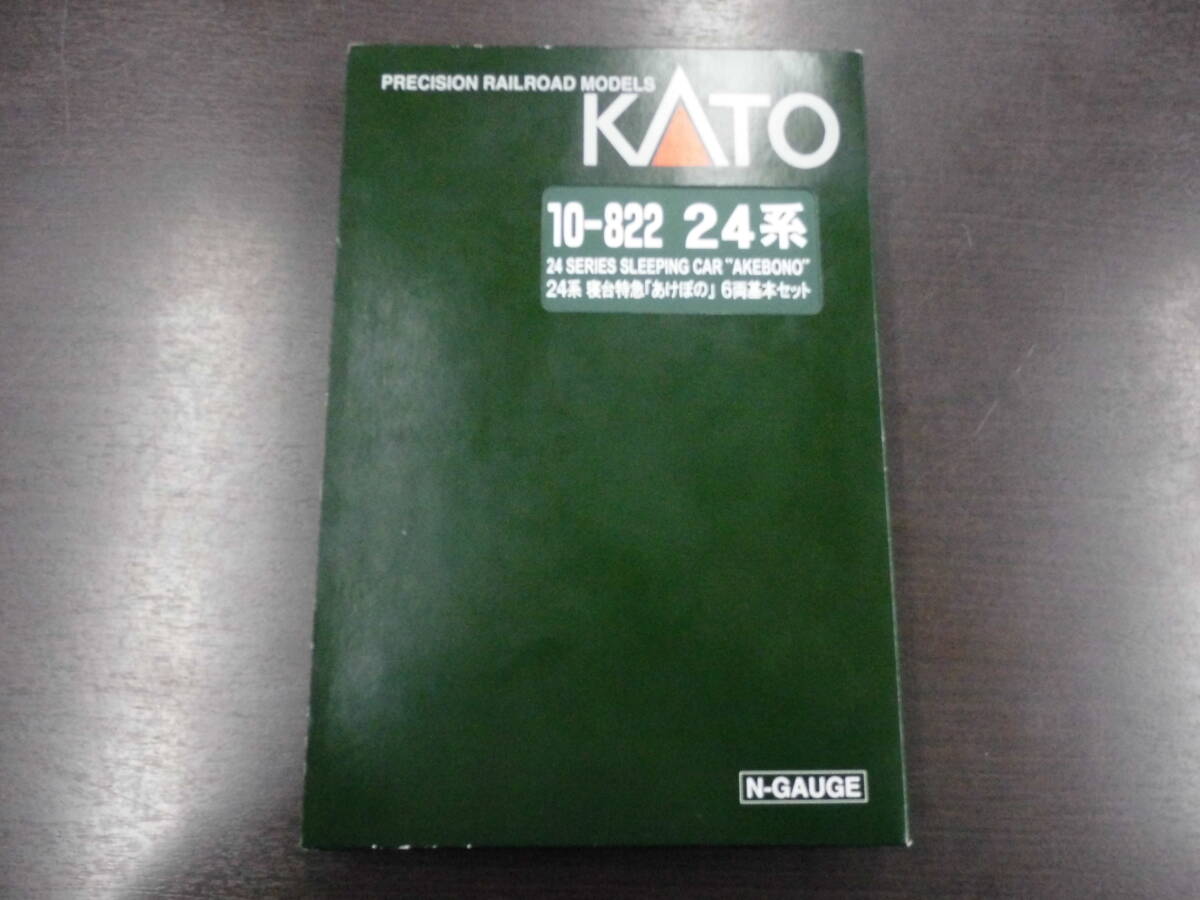 PRECISION RAILROAD MODELS
KATO
10-822 24系
24 SERIES SLEEPING CAR "AKEBONO"
24系 寝台特急「あけぼの」 6両基本セット
N-GAUGE